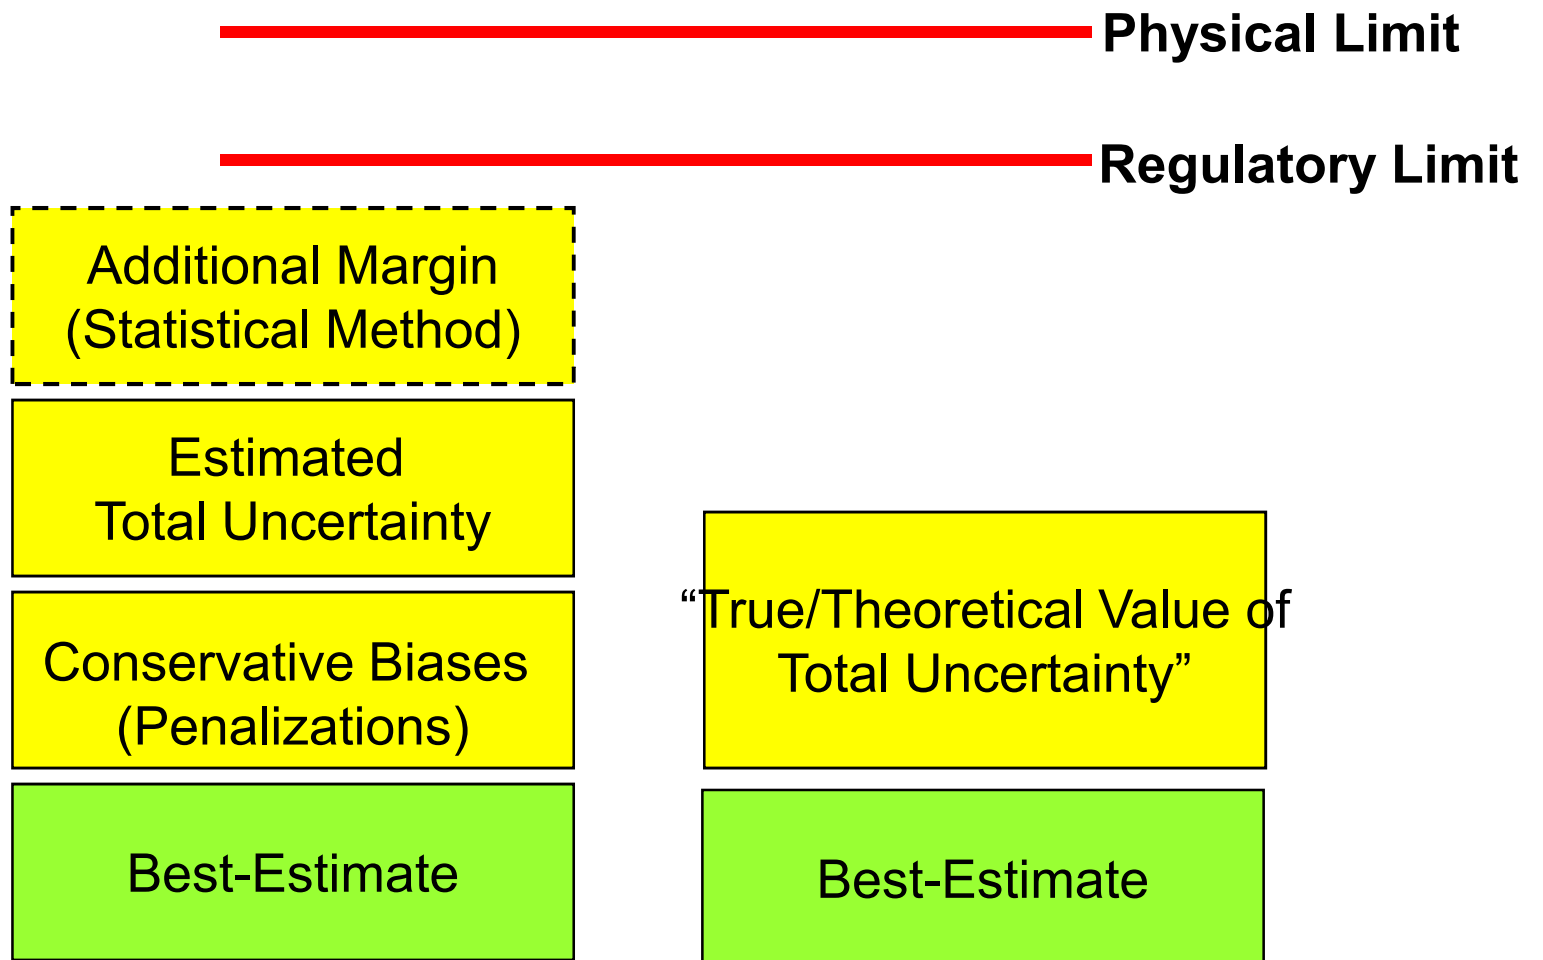 Physical Limit
Regulatory Limit
Additional Margin
(Statistical Method)
Estimated
Total Uncertainty
Conservative Biases
(Penalizations)
Best-Estimate
“True/Theoretical Value of
Total Uncertainty”
Best-Estimate